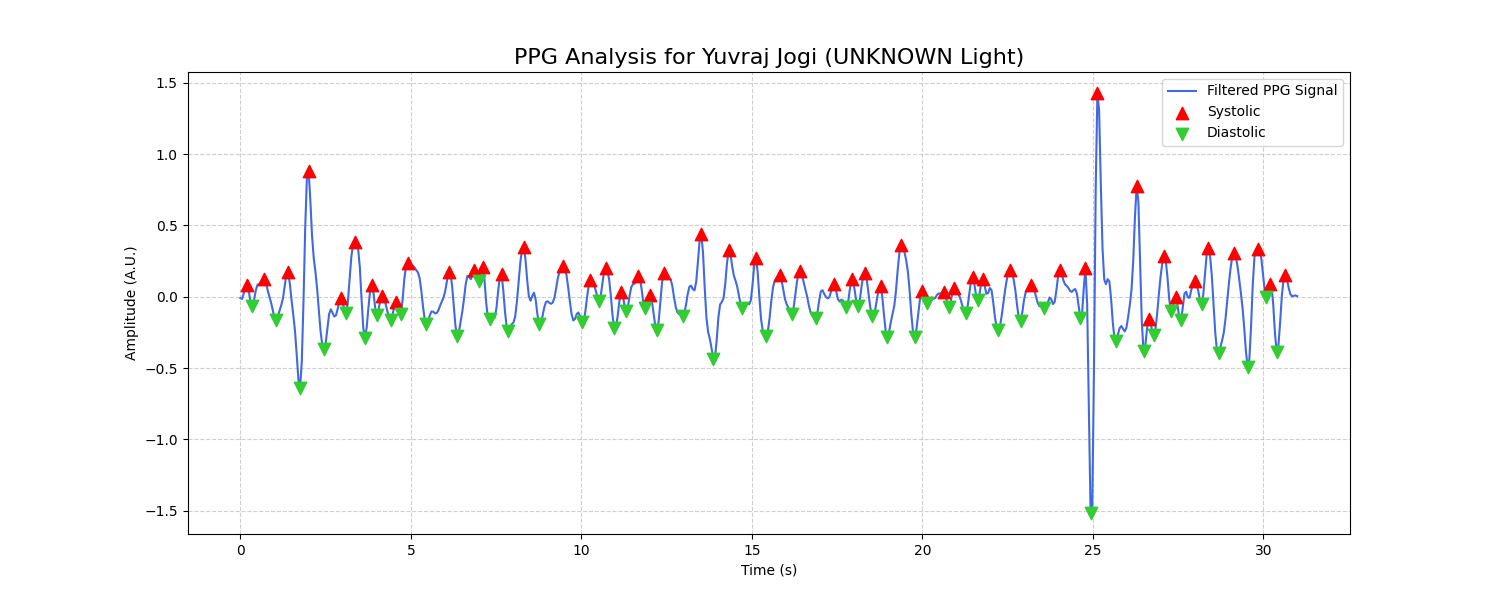 PPG Analysis for Yuvraj Jogi (UNKNOWN Light)
Filtered PPG Signal
Systolic
Diastolic
Amplitude (A.U.)
1.5
1.0
0.5
0.0
−0.5
−1.0
−1.5
0 5 10 15 20 25 30
Time (s)